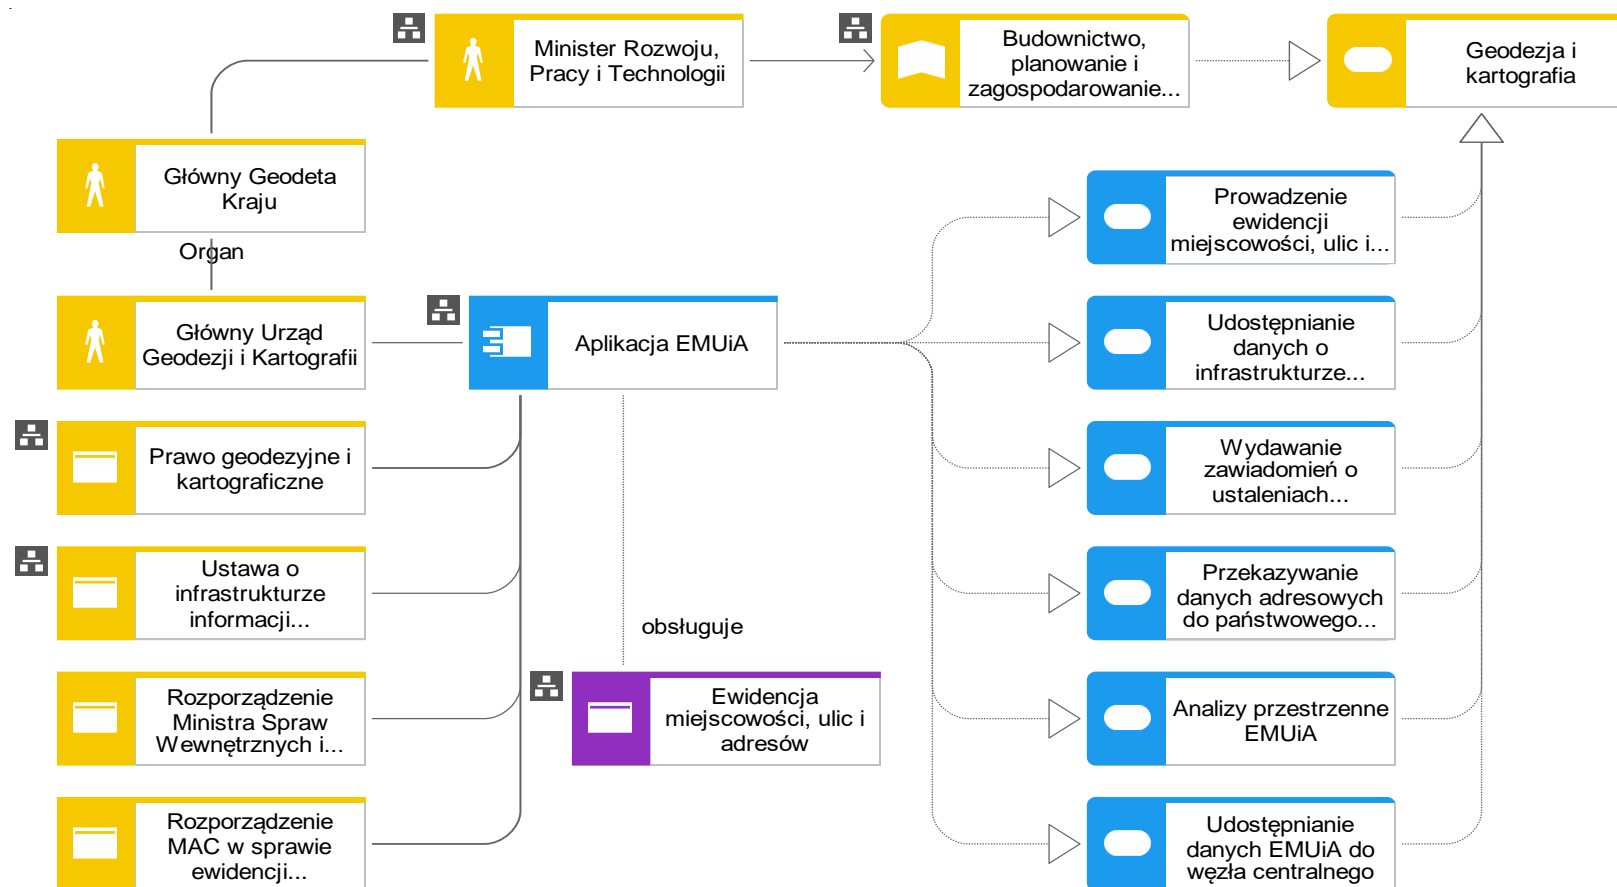 Minister Rozwoju,
Pracy i Technologii
Budownictwo,
planowanie i
zagospodarowanie...
Geodezja i
kartografia
Główny Geodeta
Kraju
Organ
Główny Urząd
Geodezji i Kartografii
Aplikacja EMUiA
Prowadzenie
ewidencji
miejscowości, ulic i...
Udostępnianie
danych o
infrastrukturze...
Prawo geodezyjne i
kartograficzne
Wydawanie
zawiadomień o
ustaleniach...
Ustawa o
infrastrukturze
informacji...
Przekazywanie
danych adresowych
do państwowego...
obsługuje
Rozporządzenie
Ministra Spraw
Wewnętrznych i...
Ewidencja
miejscowości, ulic i
adresów
Analizy przestrzenne
EMUiA
Rozporządzenie
MAC w sprawie
ewidencji...
Udostępnianie
danych EMUiA do
węzła centralnego